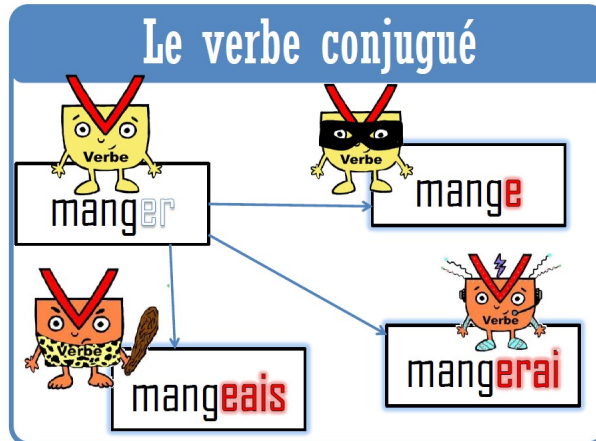 Le verbe conjugué
Verbe
manger
Verbe
mange
Verbe
mangeais
Verbe
mangerai